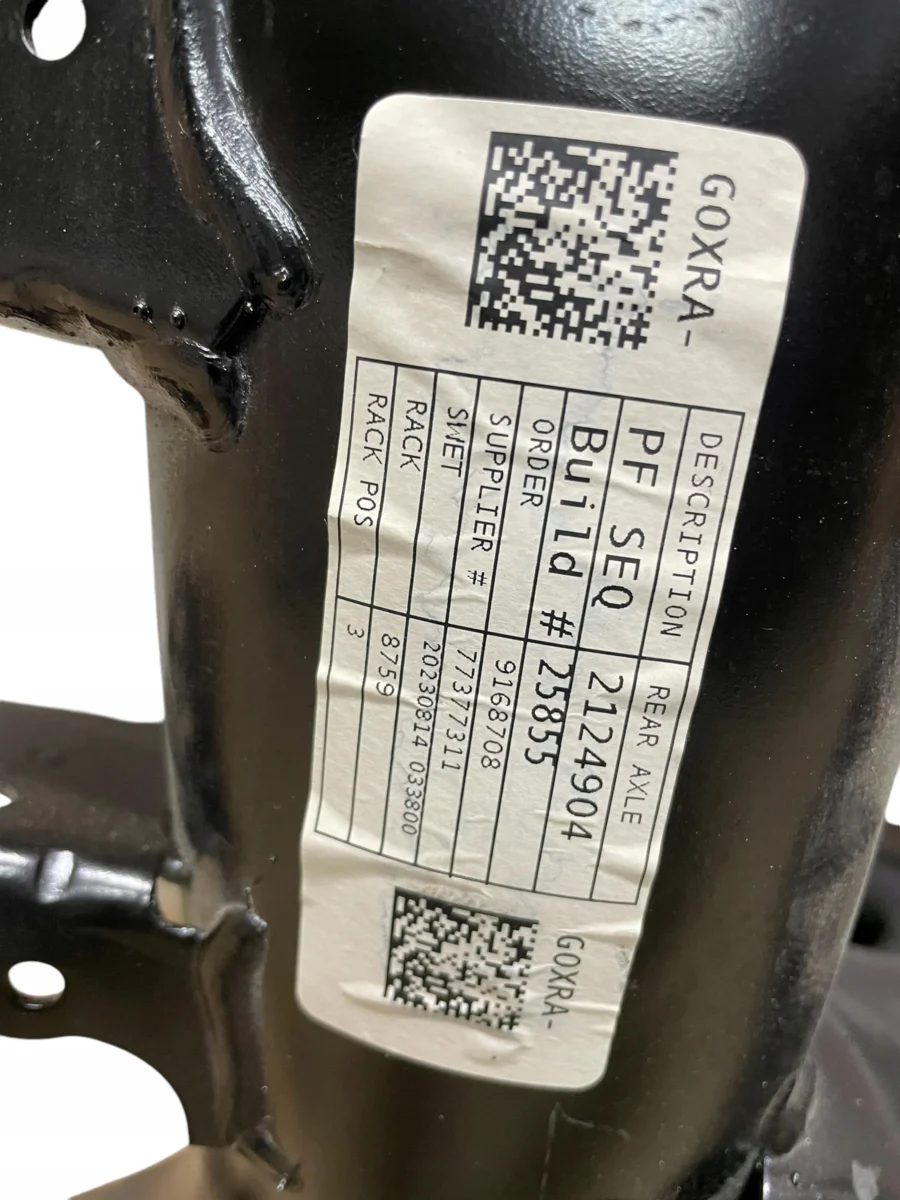 GOXRA-
DESCRIPTION REAR AXLE
PF SEQ 2124904
Build # 25855
ORDER 9168708
SUPPLIER # 77377311
SWET 20230814 033800
RACK 8759
RACK POS 3
GOXRA-